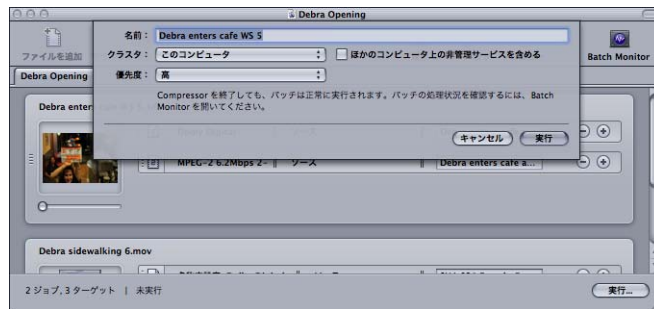 Debra Opening
ファイルを追加
Batch Monitor
名前：
Debra enters cafe WS 5
クラスタ：
このコンピュータ
ほかのコンピュータ上の非管理サービスを含める
優先度：
高
Compressor を終了しても、バッチは正常に実行されます。バッチの処理状況を確認するには、Batch
Monitor を開いてください。
キャンセル
実行
Debra Opening
Debra enter
MPEG-2 6.2Mbps 2-
ソース
Debra enters cafe a...
Debra sidewalking 6.mov
2 ジョブ, 3 ターゲット | 未実行
実行...